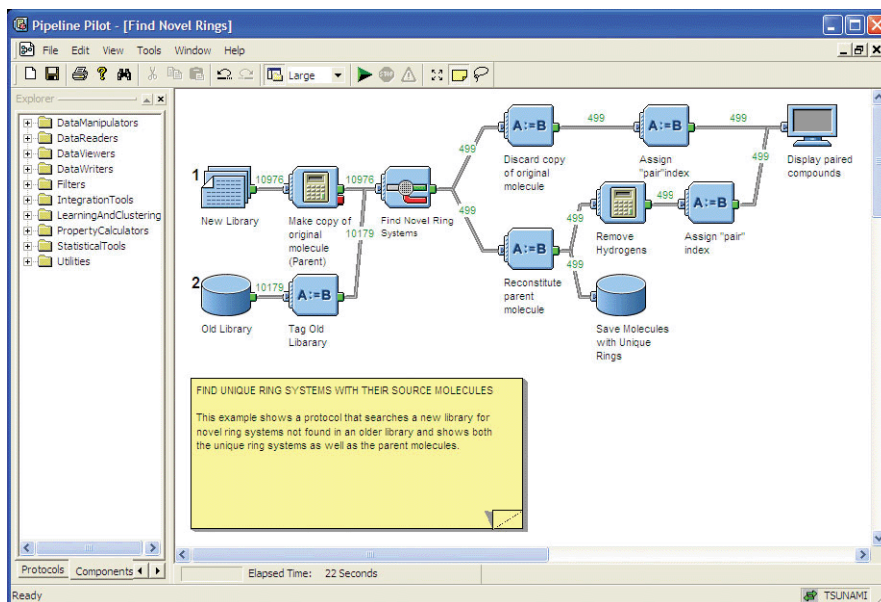 Pipeline Pilot - [Find Novel Rings]
File Edit View Tools Window Help
Large
STOP
Explorer
DataManipulators
DataReaders
DataViewers
DataWriters
Filters
IntegrationTools
LearningAndClustering
PropertyCalculators
StatisticalTools
Utilities
Protocols Components
1
New Library
10976
Make copy of
original
molecule
(Parent)
10976
10179
Find Novel Ring
Systems
499
499
A:=B
Discard copy
of original
molecule
499
A:=B
Assign
"pair"index
499
499
Display paired
compounds
A:=B
Reconstitute
parent
molecule
499
499
Remove
Hydrogens
499
A:=B
Assign "pair"
index
Save Molecules
with Unique
Rings
2
Old Library
10179
A:=B
Tag Old
Libarary
FIND UNIQUE RING SYSTEMS WITH THEIR SOURCE MOLECULES
This example shows a protocol that searches a new library for
novel ring systems not found in an older library and shows both
the unique ring systems as well as the parent molecules.
Elapsed Time: 22 Seconds
Ready
TSUNAMI